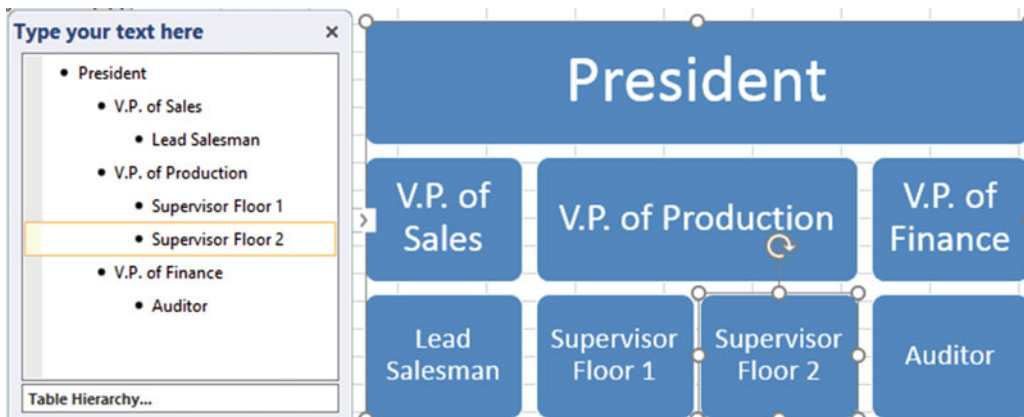 Type your text here
President
V.P. of Sales
Lead Salesman
V.P. of Production
Supervisor Floor 1
Supervisor Floor 2
V.P. of Finance
Auditor
Table Hierarchy...
President
V.P. of
Sales
V.P. of Production
V.P. of
Finance
Lead
Salesman
Supervisor
Floor 1
Supervisor
Floor 2
Auditor